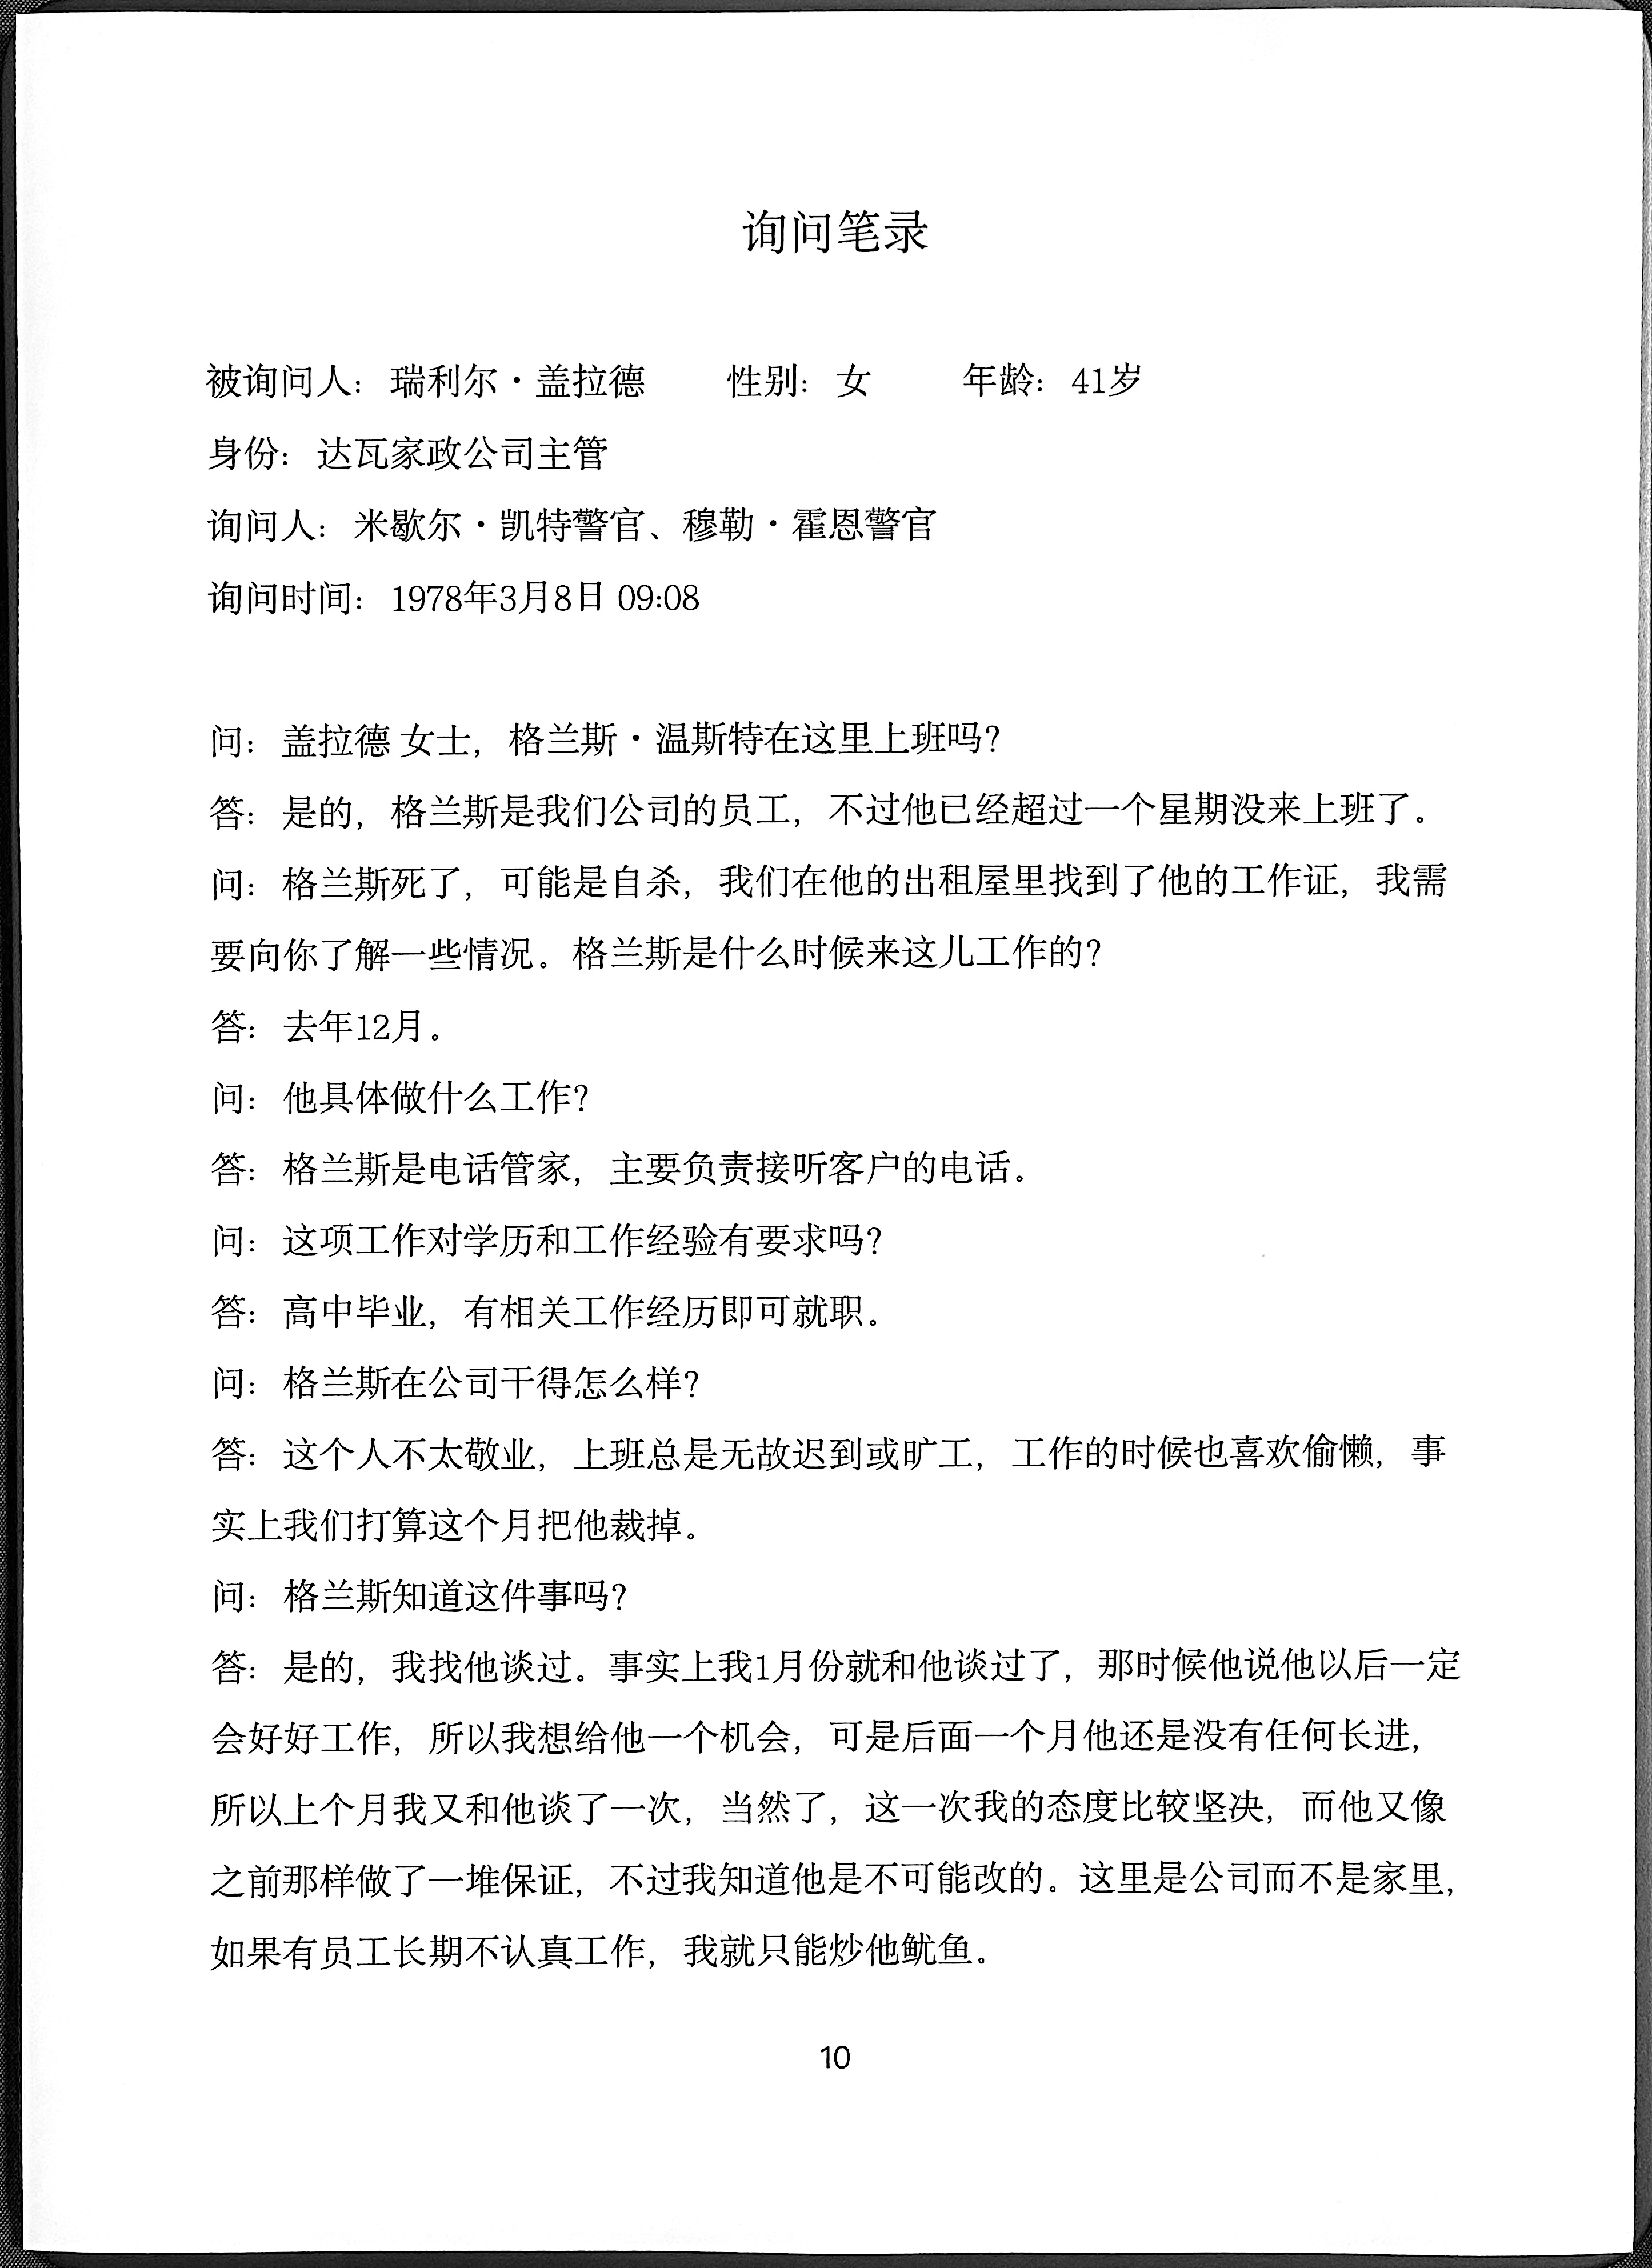 询问笔录
被询问人：瑞利尔·盖拉德 性别：女 年龄：41岁
身份：达瓦家政公司主管
询问人：米歇尔·凯特警官、穆勒·霍恩警官
询问时间：1978年3月8日 09:08
问：盖拉德 女士，格兰斯·温斯特在这里上班吗？
答：是的，格兰斯是我们公司的员工，不过他已经超过一个星期没来上班了。
问：格兰斯死了，可能是自杀，我们在他的出租屋里找到了他的工作证，我需
要向你了解一些情况。格兰斯是什么时候来这儿工作的？
答：去年12月。
问：他具体做什么工作？
答：格兰斯是电话管家，主要负责接听客户的电话。
问：这项工作对学历和工作经验有要求吗？
答：高中毕业，有相关工作经历即可就职。
问：格兰斯在公司干得怎么样？
答：这个人不太敬业，上班总是无故迟到或旷工，工作的时候也喜欢偷懒，事
实上我们打算这个月把他裁掉。
问：格兰斯知道这件事吗？
答：是的，我找他谈过。事实上我1月份就和他谈过了，那时候他说他以后一定
会好好工作，所以我想给他一个机会，可是后面一个月他还是没有任何长进，
所以上个月我又和他谈了一次，当然了，这一次我的态度比较坚决，而他又像
之前那样做了一堆保证，不过我知道他是不可能改的。这里是公司而不是家里，
如果有员工长期不认真工作，我就只能炒他鱿鱼。
10